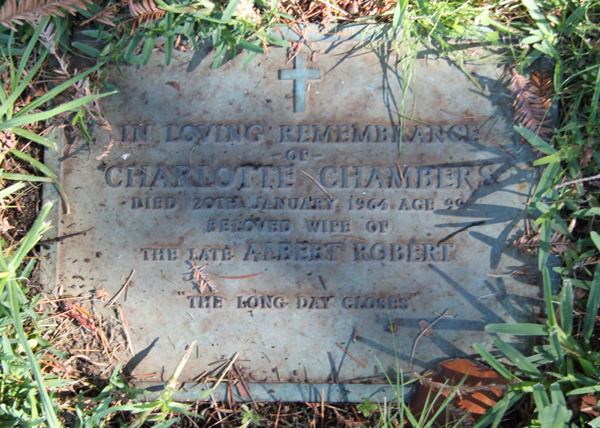 IN LOVING REMEMBRANCE
-OF-
CHARLOTTE CHAMBERS
DIED 20TH JANUARY, 1964 AGE 99
BELOVED WIFE OF
THE LATE ALBERT ROBERT
"THE LONG DAY CLOSES"